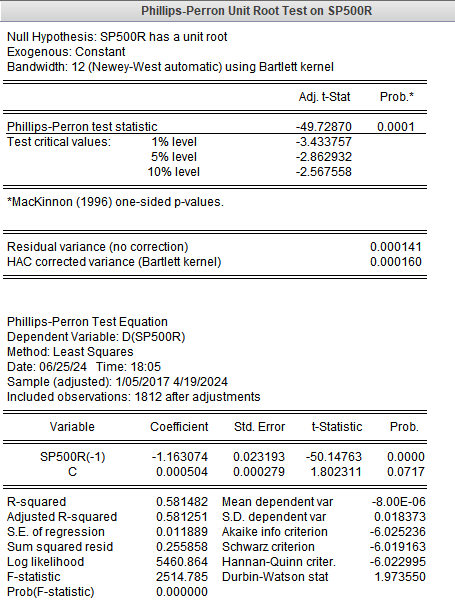 Phillips-Perron Unit Root Test on SP500R
Null Hypothesis: SP500R has a unit root
Exogenous: Constant
Bandwidth: 12 (Newey-West automatic) using Bartlett kernel
Adj. t-Stat Prob.*
Phillips-Perron test statistic -49.72870 0.0001
Test critical values: 1% level -3.433757
5% level -2.862932
10% level -2.567558
*MacKinnon (1996) one-sided p-values.
Residual variance (no correction) 0.000141
HAC corrected variance (Bartlett kernel) 0.000160
Phillips-Perron Test Equation
Dependent Variable: D(SP500R)
Method: Least Squares
Date: 06/25/24 Time: 18:05
Sample (adjusted): 1/05/2017 4/19/2024
Included observations: 1812 after adjustments
Variable Coefficient Std. Error t-Statistic Prob.
SP500R(-1) -1.163074 0.023193 -50.14763 0.0000
C 0.000504 0.000279 1.802311 0.0717
R-squared 0.581482 Mean dependent var -8.00E-06
Adjusted R-squared 0.581251 S.D. dependent var 0.018373
S.E. of regression 0.011889 Akaike info criterion -6.025236
Sum squared resid 0.255858 Schwarz criterion -6.019163
Log likelihood 5460.864 Hannan-Quinn criter. -6.022995
F-statistic 2514.785 Durbin-Watson stat 1.973550
Prob(F-statistic) 0.000000